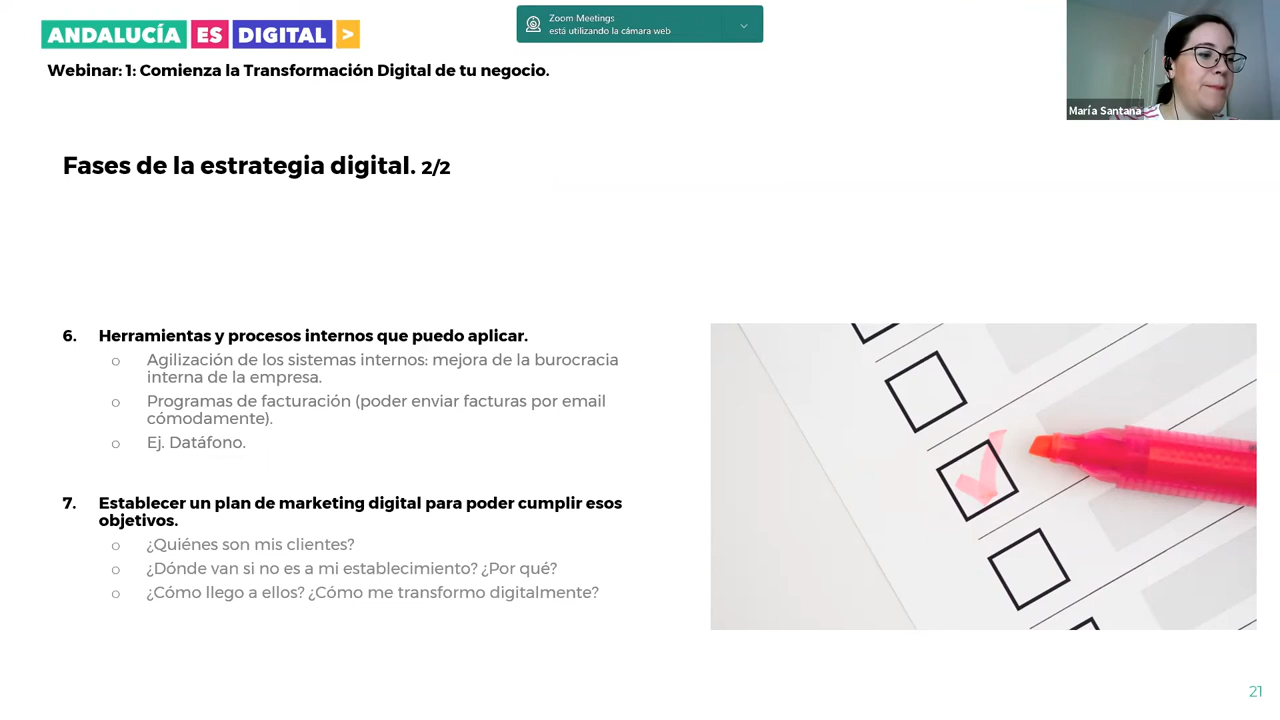 ANDALUCÍA ES DIGITAL >
Zoom Meetings
está utilizando la cámara web
Webinar: 1: Comienza la Transformación Digital de tu negocio.
María Santana
Fases de la estrategia digital. 2/2
6. Herramientas y procesos internos que puedo aplicar.
o Agilización de los sistemas internos: mejora de la burocracia
interna de la empresa.
o Programas de facturación (poder enviar facturas por email
cómodamente).
o Ej. Datáfono.
7. Establecer un plan de marketing digital para poder cumplir esos
objetivos.
o ¿Quiénes son mis clientes?
o ¿Dónde van si no es a mi establecimiento? ¿Por qué?
o ¿Cómo llego a ellos? ¿Cómo me transformo digitalmente?
21